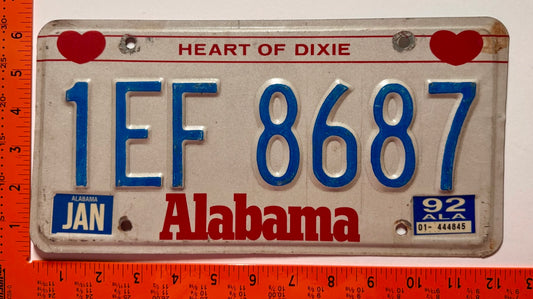 HEART OF DIXIE
1EF 8687
ALABAMA
JAN
Alabama
92
ALA
01- 444845